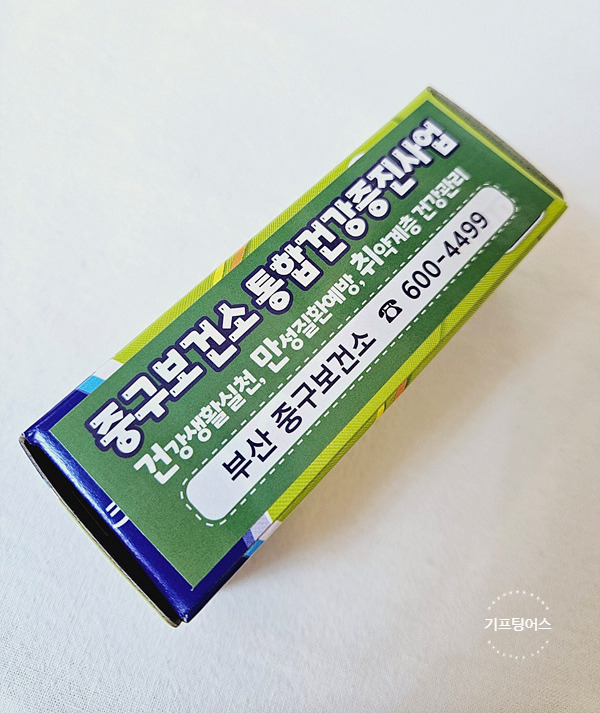 중구보건소 통합건강증진사업
건강생활실천, 만성질환예방, 취약계층 건강관리
부산 중구보건소 ☎ 600-4499
기프팅어스